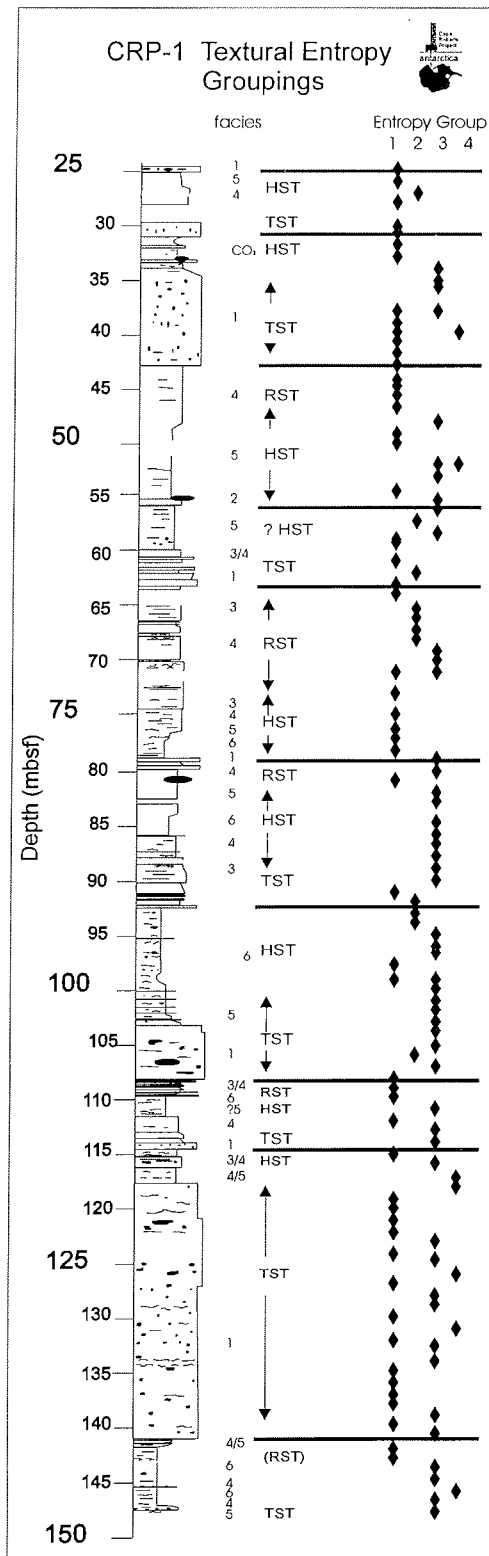 CRP-1 Textural Entropy
Groupings
Cape
Roberts
Project
antarctica
facies
Entropy Group
1 2 3 4
25
1
5
HST
4
30
TST
CO₃ HST
35
1
TST
40
45
4
RST
50
5
HST
55
2
5
? HST
60
3/4
TST
1
65
3
4
RST
70
75
3
4
HST
5
6
1
80
4
RST
5
HST
85
6
4
3
90
TST
95
6
HST
100
5
TST
105
1
3/4
RST
6
110
?5
HST
4
TST
1
115
3/4
HST
4/5
120
125
TST
130
1
135
140
4/5
(RST)
6
145
4
6
4
5
TST
150
Depth (mbsf)